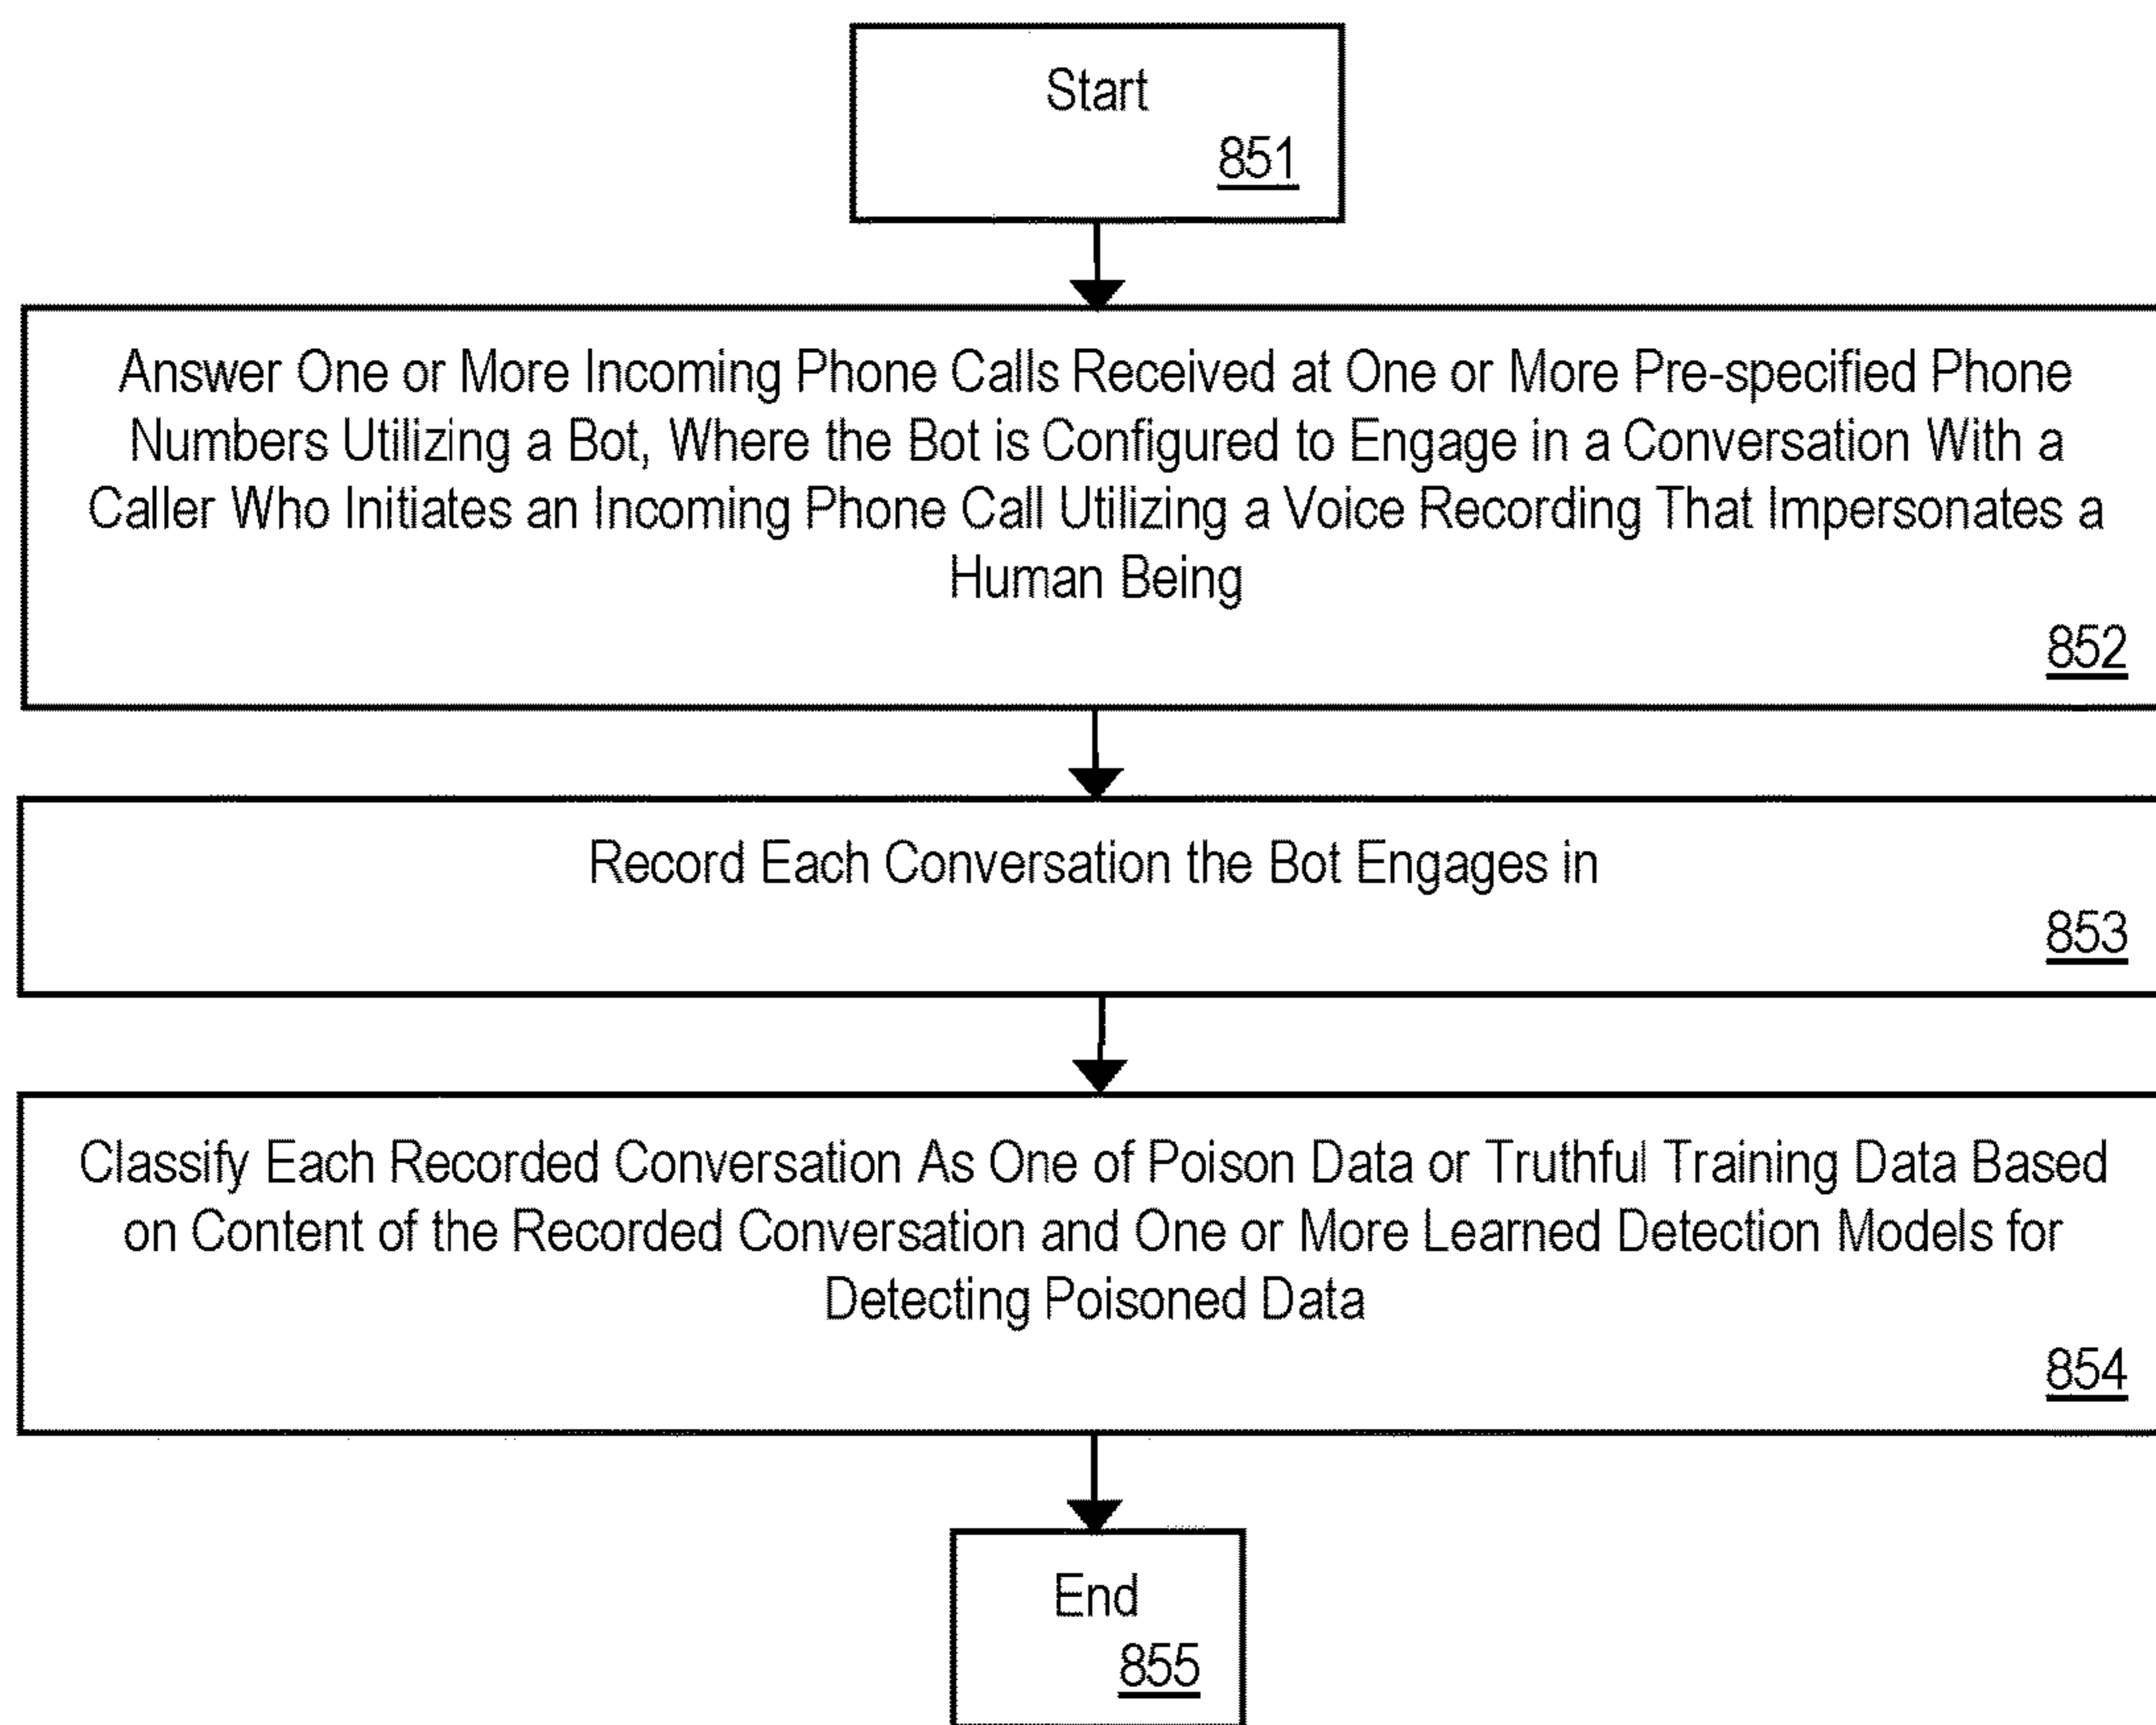 Start
851
Answer One or More Incoming Phone Calls Received at One or More Pre-specified Phone
Numbers Utilizing a Bot, Where the Bot is Configured to Engage in a Conversation With a
Caller Who Initiates an Incoming Phone Call Utilizing a Voice Recording That Impersonates a
Human Being
852
Record Each Conversation the Bot Engages in
853
Classify Each Recorded Conversation As One of Poison Data or Truthful Training Data Based
on Content of the Recorded Conversation and One or More Learned Detection Models for
Detecting Poisoned Data
854
End
855